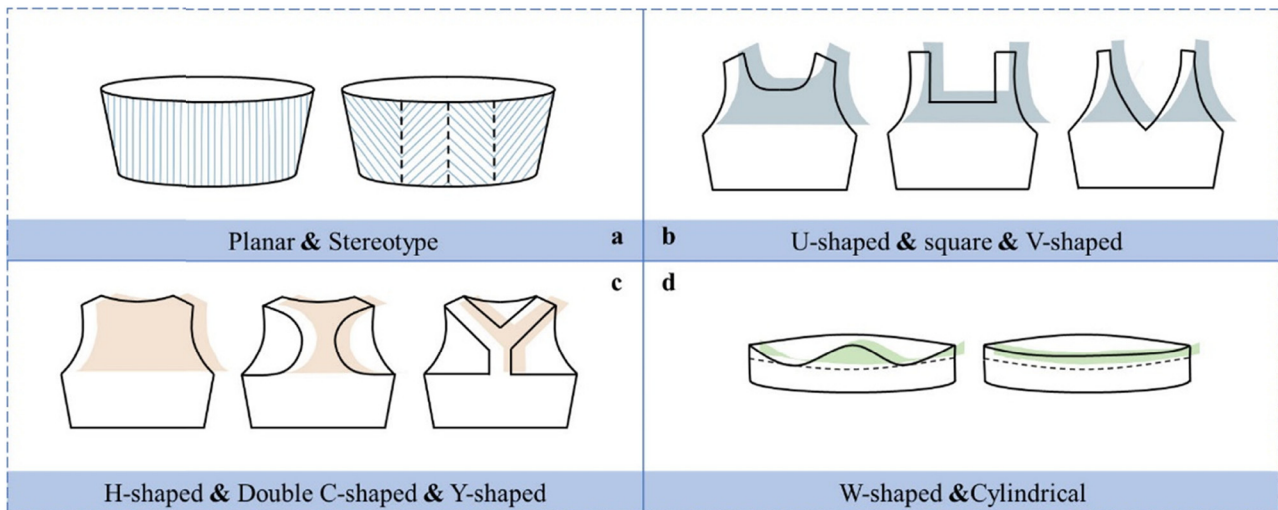 Planar & Stereotype
a
b
U-shaped & square & V-shaped
c
d
H-shaped & Double C-shaped & Y-shaped
W-shaped &Cylindrical